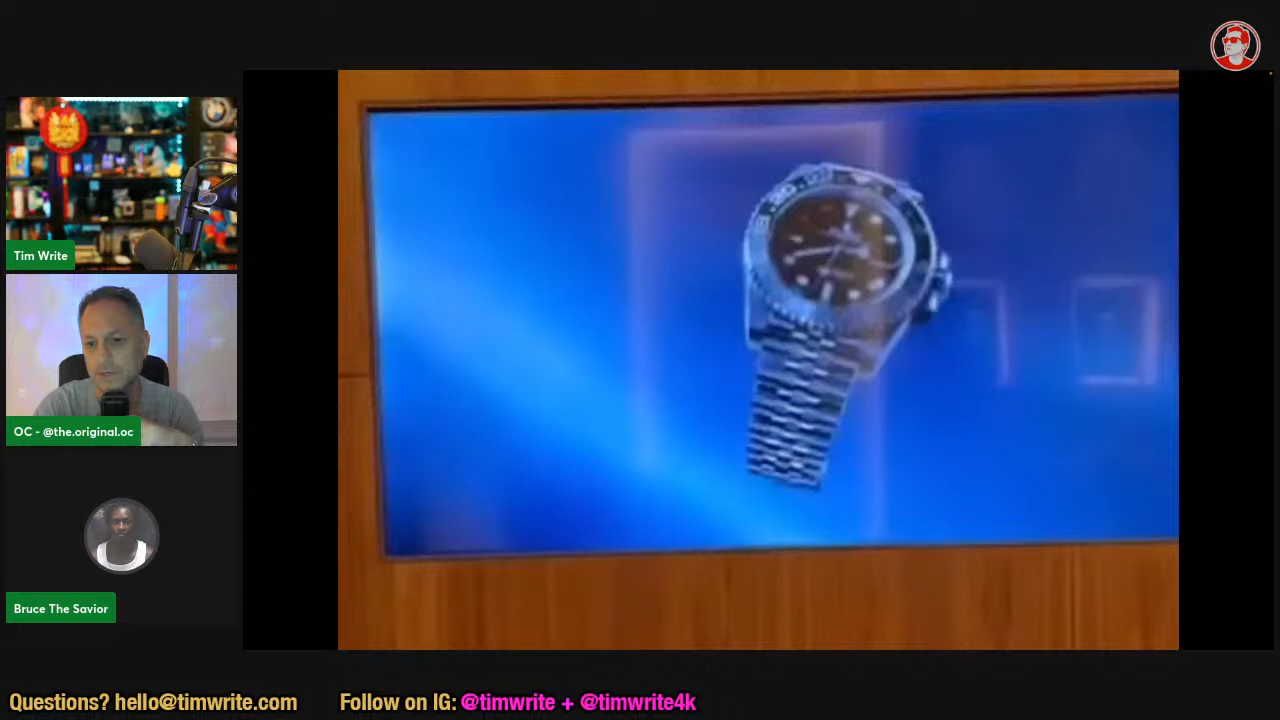 Tim Write
OC - @the.original.oc
Bruce The Savior
Questions? hello@timwrite.com
Follow on IG: @timwrite + @timwrite4k